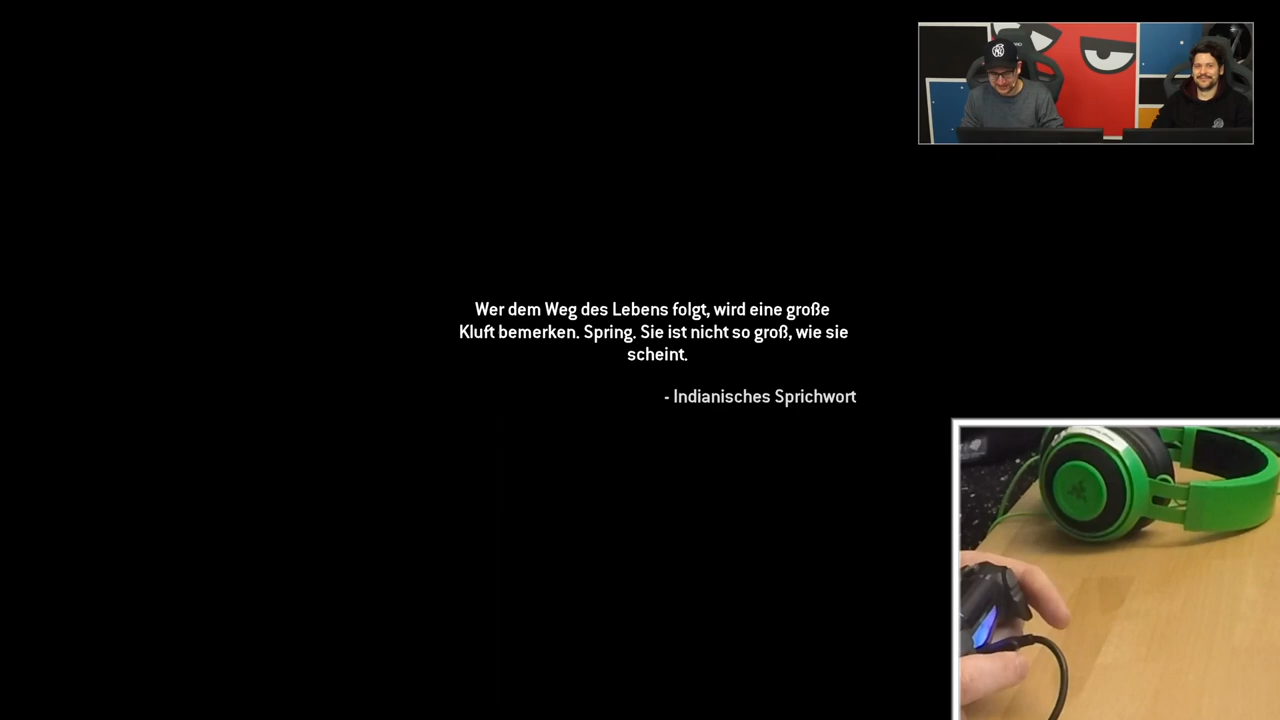 Wer dem Weg des Lebens folgt, wird eine große
Kluft bemerken. Spring. Sie ist nicht so groß, wie sie
scheint.
- Indianisches Sprichwort